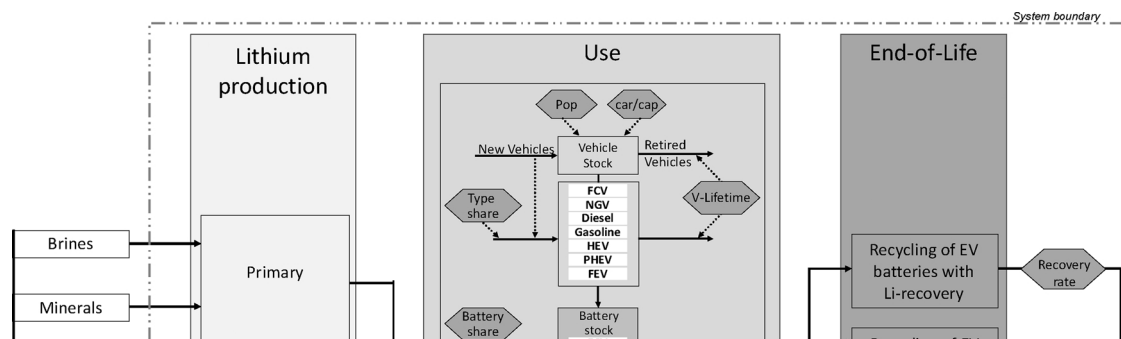 System boundary
Lithium
production
Use
End-of-Life
Pop
car/cap
New Vehicles
Vehicle
Stock
Retired
Vehicles
Type
share
FCV
NGV
Diesel
Gasoline
HEV
PHEV
FEV
V-Lifetime
Brines
Minerals
Primary
Recycling of EV
batteries with
Li-recovery
Recovery
rate
Battery
share
Battery
stock